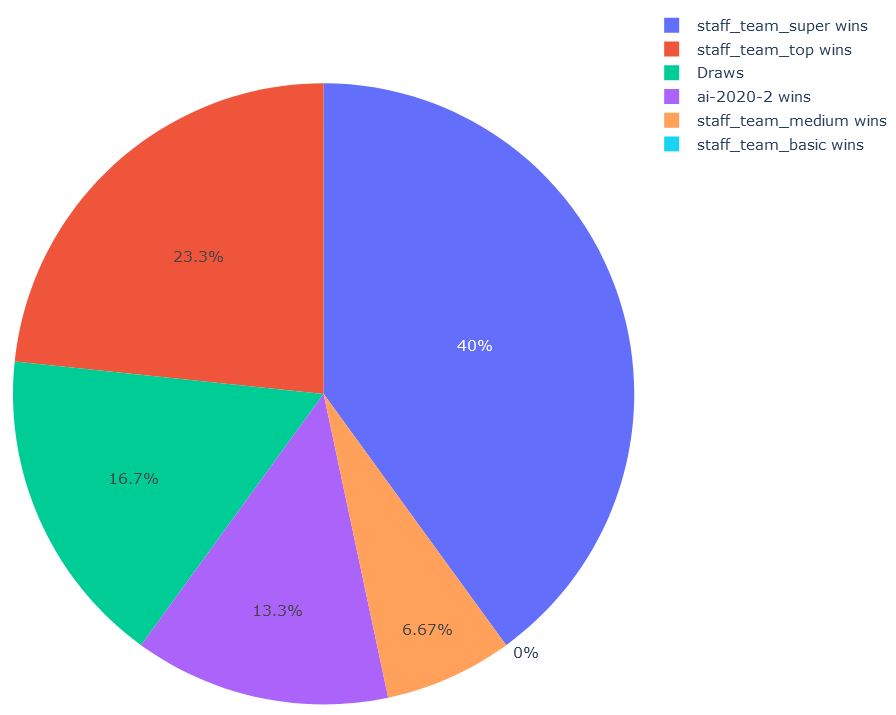 staff_team_super wins
staff_team_top wins
Draws
ai-2020-2 wins
staff_team_medium wins
staff_team_basic wins
23.3%
40%
16.7%
13.3%
6.67%
0%